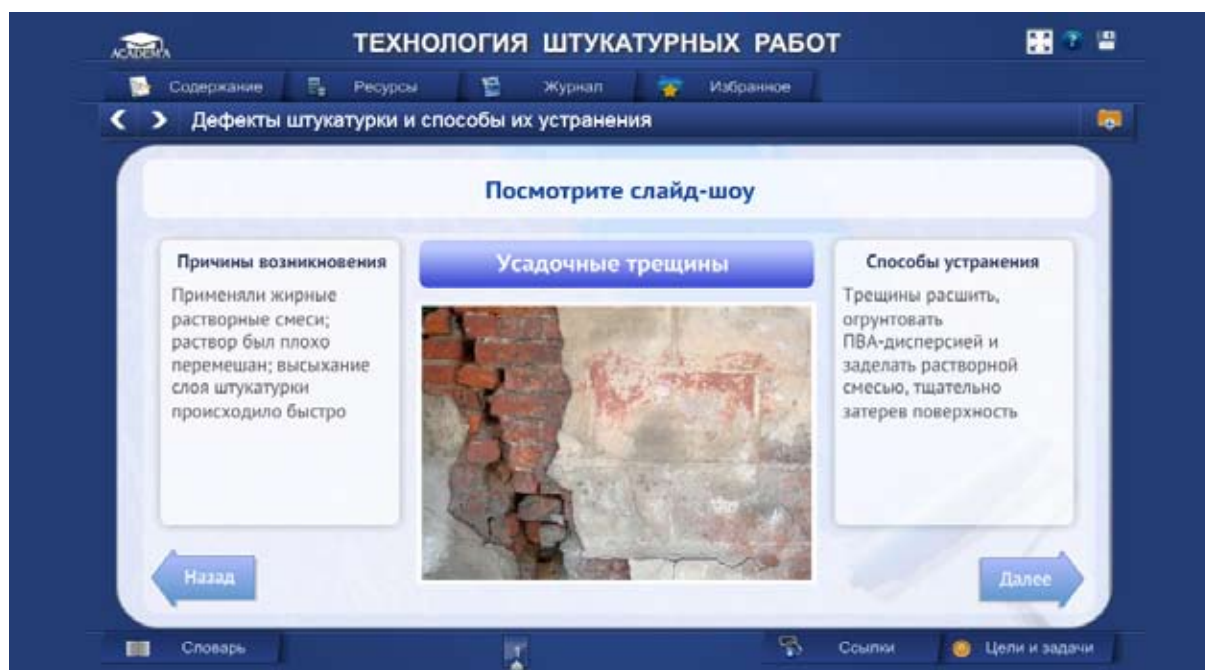 ACADEMA
ТЕХНОЛОГИЯ ШТУКАТУРНЫХ РАБОТ
Содержание
Ресурсы
Журнал
Избранное
Дефекты штукатурки и способы их устранения
Посмотрите слайд-шоу
Причины возникновения
Применяли жирные
растворные смеси;
раствор был плохо
перемешан; высыхание
слоя штукатурки
происходило быстро
Усадочные трещины
Способы устранения
Трещины расшить,
огрунтовать
ПВА-дисперсией и
заделать растворной
смесью, тщательно
затерев поверхность
Назад
Далее
Словарь
Ссылки
Цели и задачи